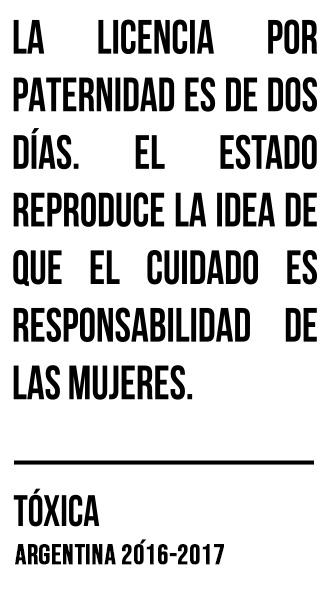 LA LICENCIA POR
PATERNIDAD ES DE DOS
DÍAS. EL ESTADO
REPRODUCE LA IDEA DE
QUE EL CUIDADO ES
RESPONSABILIDAD DE
LAS MUJERES.
TÓXICA
ARGENTINA 2016-2017